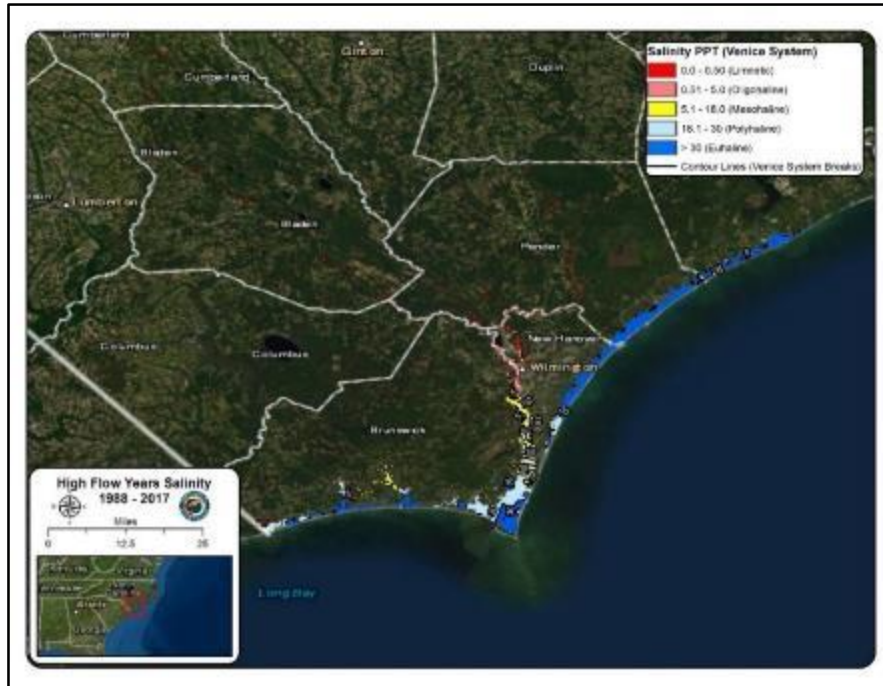 Cumberland
Cumberland
Clinton
Duplin
Salinity PPT (Venice System)
0.0 - 0.50 (Limnetic)
0.51 - 5.0 (Oligohaline)
5.1 - 18.0 (Mesohaline)
18.1 - 30 (Polyhaline)
> 30 (Euhaline)
Contour Lines (Venice System Breaks)
Bladen
Lumberton
Bladen
Pender
Columbus
Columbus
New Hanover
Wilmington
Brunswick
High Flow Years Salinity
1988 - 2017
Miles
0 12.5 25
Virginia
Atlanta
Georgia
Long Bay